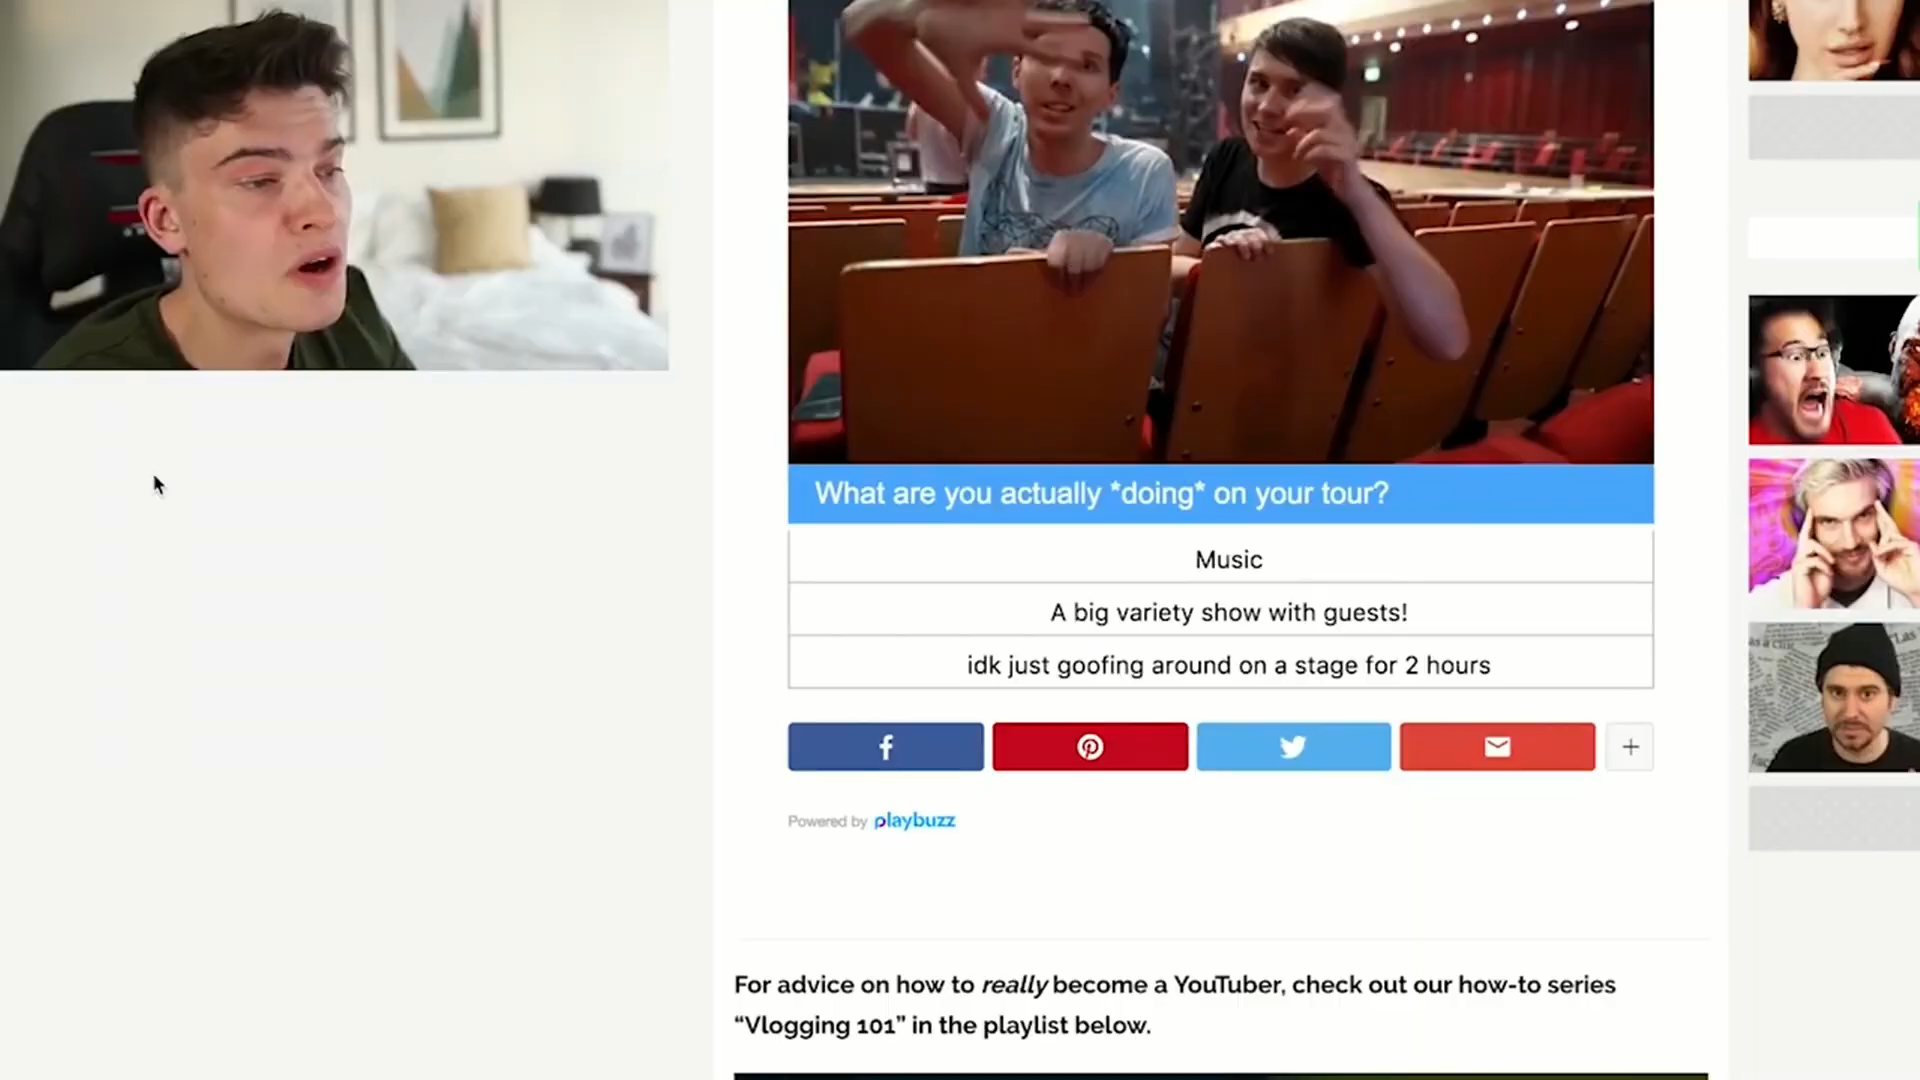 What are you actually *doing* on your tour?
Music
A big variety show with guests!
idk just goofing around on a stage for 2 hours
Powered by playbuzz
For advice on how to really become a YouTuber, check out our how-to series
“Vlogging 101” in the playlist below.